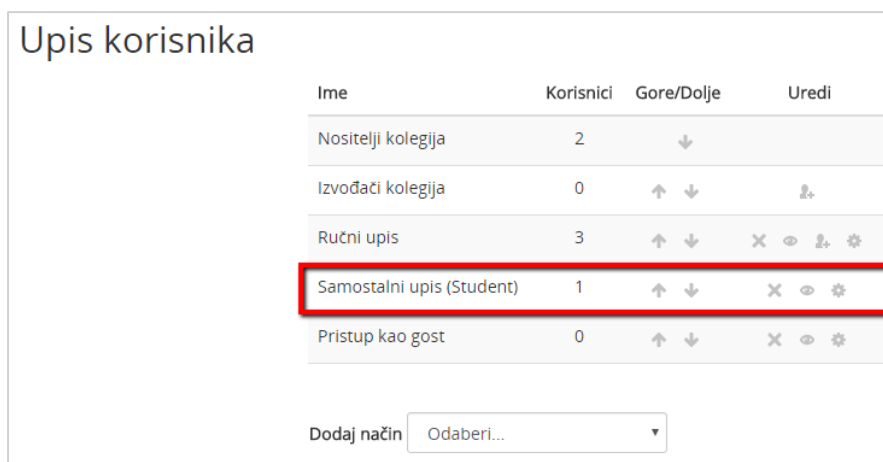 Upis korisnika
Ime Korisnici Gore/Dolje Uredi
Nositelji kolegija 2
Izvođači kolegija 0
Ručni upis 3
Samostalni upis (Student) 1
Pristup kao gost 0
Dodaj način Odaberi...